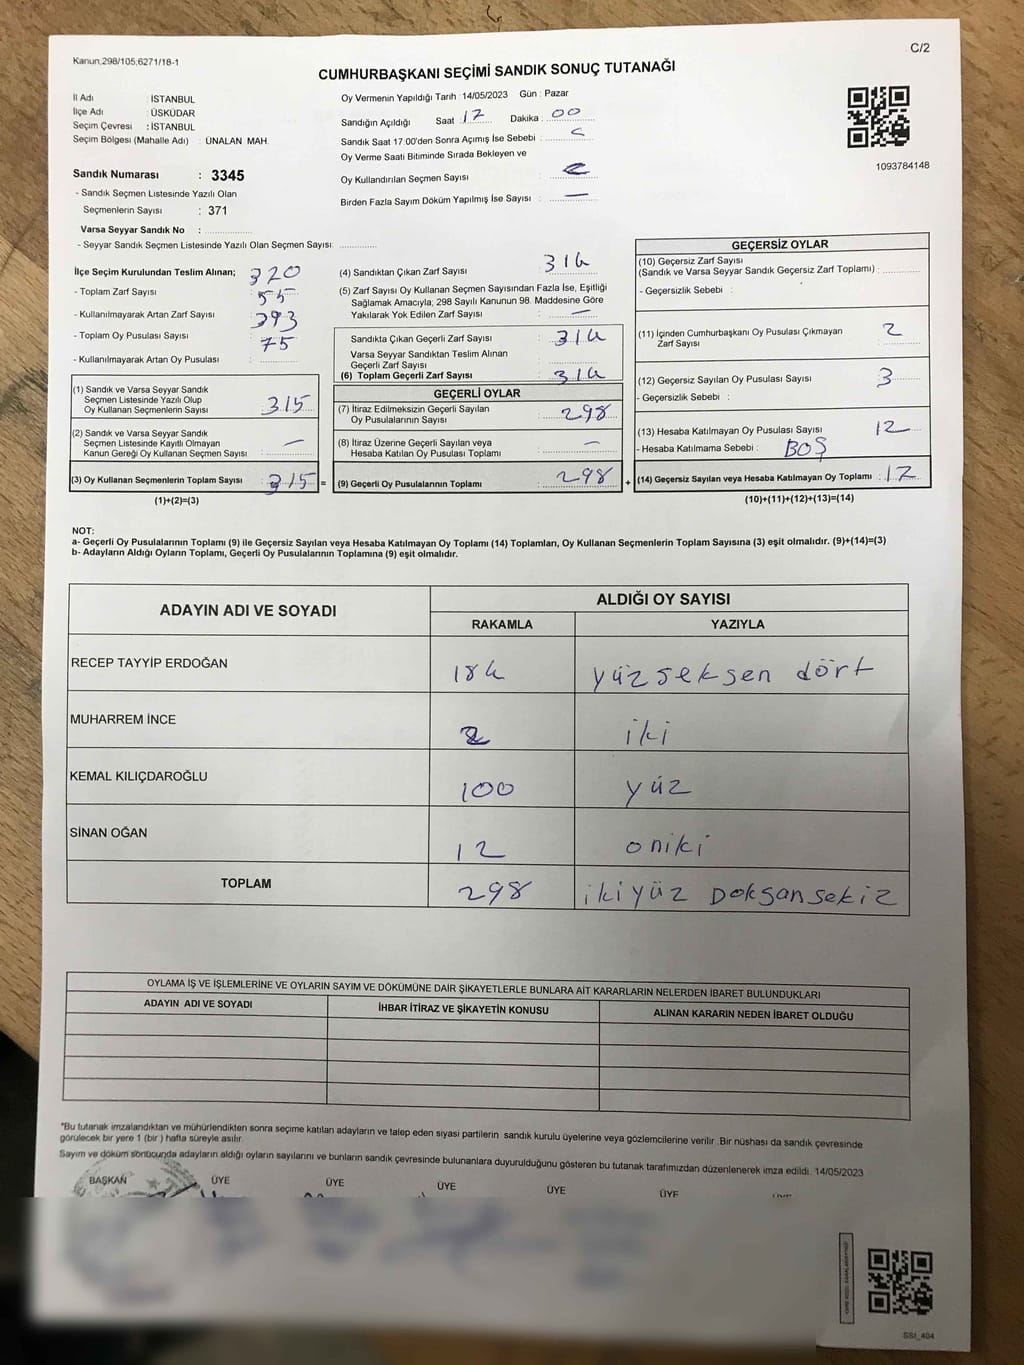 C/2
Kanun;298/105;6271/18-1
CUMHURBAŞKANI SEÇİMİ SANDIK SONUÇ TUTANAĞI
İl Adı : İSTANBUL
İlçe Adı : ÜSKÜDAR
Seçim Çevresi : İSTANBUL
Seçim Bölgesi (Mahalle Adı) : ÜNALAN MAH.
Oy Vermenin Yapıldığı Tarih :14/05/2023 Gün : Pazar
Sandığın Açıldığı Saat :17 Dakika :00
Sandık Saat 17:00'den Sonra Açımış İse Sebebi :
Oy Verme Saati Bitiminde Sırada Bekleyen ve
Oy Kullandırılan Seçmen Sayısı :
Birden Fazla Sayım Döküm Yapılmış İse Sayısı : —
1093784148
Sandık Numarası : 3345
- Sandık Seçmen Listesinde Yazılı Olan
Seçmenlerin Sayısı : 371
Varsa Seyyar Sandık No :
- Seyyar Sandık Seçmen Listesinde Yazılı Olan Seçmen Sayısı:
İlçe Seçim Kurulundan Teslim Alınan;
- Toplam Zarf Sayısı : 320
- Kullanılmayarak Artan Zarf Sayısı : 55
- Toplam Oy Pusulası Sayısı : 393
- Kullanılmayarak Artan Oy Pusulası : 75
(1) Sandık ve Varsa Seyyar Sandık
Seçmen Listesinde Yazılı Olup
Oy Kullanan Seçmenlerin Sayısı : 315
(2) Sandık ve Varsa Seyyar Sandık
Seçmen Listesinde Kayıtlı Olmayan
Kanun Gereği Oy Kullanan Seçmen Sayısı : —
(3) Oy Kullanan Seçmenlerin Toplam Sayısı : 315 =
(1)+(2)=(3)
(4) Sandıktan Çıkan Zarf Sayısı : 314
(5) Zarf Sayısı Oy Kullanan Seçmen Sayısından Fazla İse, Eşitliği
Sağlamak Amacıyla; 298 Sayılı Kanunun 98. Maddesine Göre
Yakılarak Yok Edilen Zarf Sayısı : —
Sandıkta Çıkan Geçerli Zarf Sayısı : 314
Varsa Seyyar Sandıktan Teslim Alınan
Geçerli Zarf Sayısı :
(6) Toplam Geçerli Zarf Sayısı : 314
GEÇERLİ OYLAR
(7) İtiraz Edilmeksizin Geçerli Sayılan
Oy Pusulalarının Sayısı : 298
(8) İtiraz Üzerine Geçerli Sayılan veya
Hesaba Katılan Oy Pusulası Toplamı : —
(9) Geçerli Oy Pusulalarının Toplamı : 298 +
GEÇERSİZ OYLAR
(10) Geçersiz Zarf Sayısı
(Sandık ve Varsa Seyyar Sandık Geçersiz Zarf Toplamı) :
- Geçersizlik Sebebi :
(11) İçinden Cumhurbaşkanı Oy Pusulası Çıkmayan
Zarf Sayısı : 2
(12) Geçersiz Sayılan Oy Pusulası Sayısı : 3
- Geçersizlik Sebebi :
(13) Hesaba Katılmayan Oy Pusulası Sayısı : 12
- Hesaba Katılmama Sebebi : BOŞ
(14) Geçersiz Sayılan veya Hesaba Katılmayan Oy Toplamı : 17
(10)+(11)+(12)+(13)=(14)
NOT:
a- Geçerli Oy Pusulalarının Toplamı (9) ile Geçersiz Sayılan veya Hesaba Katılmayan Oy Toplamı (14) Toplamları, Oy Kullanan Seçmenlerin Toplam Sayısına (3) eşit olmalıdır. (9)+(14)=(3)
b- Adayların Aldığı Oyların Toplamı, Geçerli Oy Pusulalarının Toplamına (9) eşit olmalıdır.
ADAYIN ADI VE SOYADI ALDIĞI OY SAYISI
RAKAMLA YAZIYLA
RECEP TAYYİP ERDOĞAN 184 yüzseksen dört
MUHARREM İNCE 2 iki
KEMAL KILIÇDAROĞLU 100 yüz
SİNAN OĞAN 12 oniki
TOPLAM 298 ikiyüz Doksansekiz
OYLAMA İŞ VE İŞLEMLERİNE VE OYLARIN SAYIM VE DÖKÜMÜNE DAİR ŞİKAYETLERLE BUNLARA AİT KARARLARIN NELERDEN İBARET BULUNDUKLARI
ADAYIN ADI VE SOYADI İHBAR İTİRAZ VE ŞİKAYETİN KONUSU ALINAN KARARIN NEDEN İBARET OLDUĞU
*Bu tutanak imzalandıktan ve mühürlendikten sonra seçime katılan adayların ve talep eden siyasi partilerin sandık kurulu üyelerine veya gözlemcilerine verilir .Bir nüshası da sandık çevresinde
görülecek bir yere 1 (bir ) hafta süreyle asılır.
Sayım ve döküm sonucunda adayların aldığı oyların sayılarını ve bunların sandık çevresinde bulunanlara duyurulduğunu gösteren bu tutanak tarafımızdan düzenlenerek imza edildi. 14/05/2023
BAŞKAN ÜYE ÜYE ÜYE ÜYE ÜYE ÜYE
SSI_404